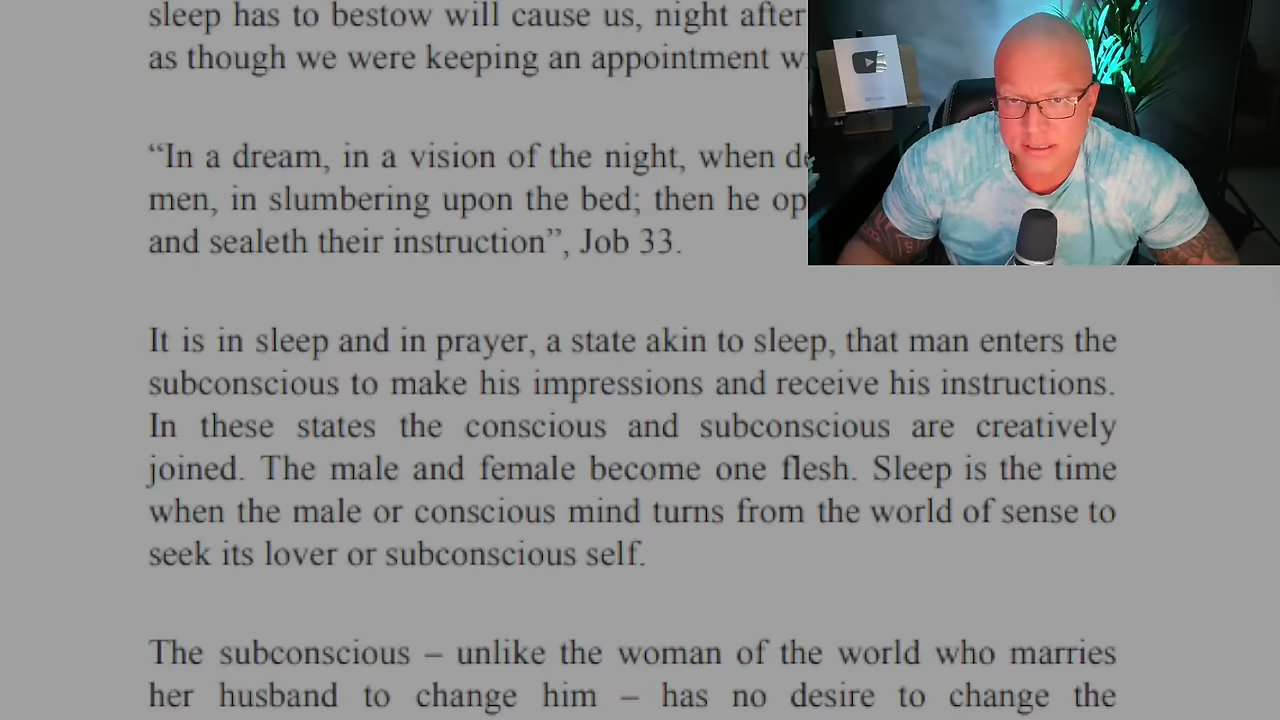 sleep has to bestow will cause us, night after
as though we were keeping an appointment
“In a dream, in a vision of the night, when
men, in slumbering upon the bed; then he
and sealeth their instruction”, Job 33.
It is in sleep and in prayer, a state akin to sleep, that man enters the
subconscious to make his impressions and receive his instructions.
In these states the conscious and subconscious are creatively
joined. The male and female become one flesh. Sleep is the time
when the male or conscious mind turns from the world of sense to
seek its lover or subconscious self.
The subconscious – unlike the woman of the world who marries
her husband to change him – has no desire to change the